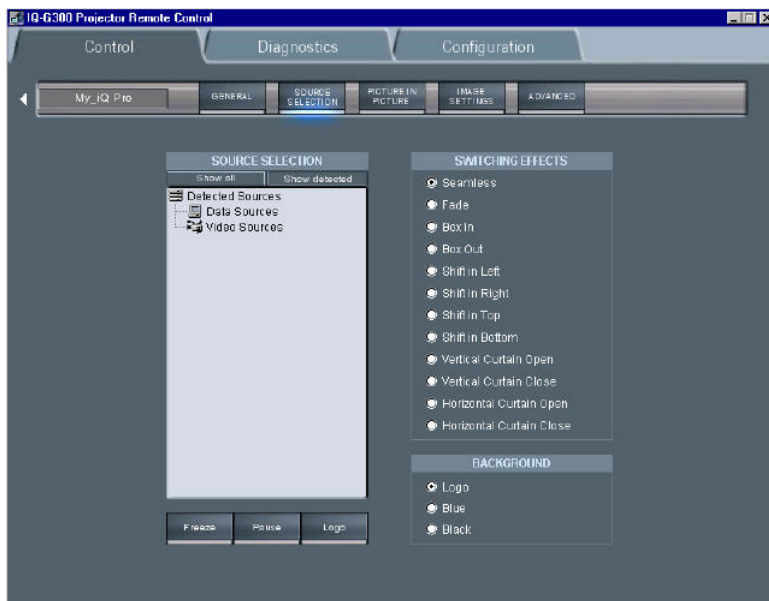 IQ-G300 Projector Remote Control
Control
Diagnostics
Configuration
My_iQ Pro
GENERAL
SOURCE
SELECTION
PICTURE IN
PICTURE
IMAGE
SETTINGS
ADVANCED
SOURCE SELECTION
Show all
Show detected
Detected Sources
Data Sources
Video Sources
Freeze
Pause
Logo
SWITCHING EFFECTS
Seamless
Fade
Box In
Box Out
Shift in Left
Shift in Right
Shift in Top
Shift in Bottom
Vertical Curtain Open
Vertical Curtain Close
Horizontal Curtain Open
Horizontal Curtain Close
BACKGROUND
Logo
Blue
Black